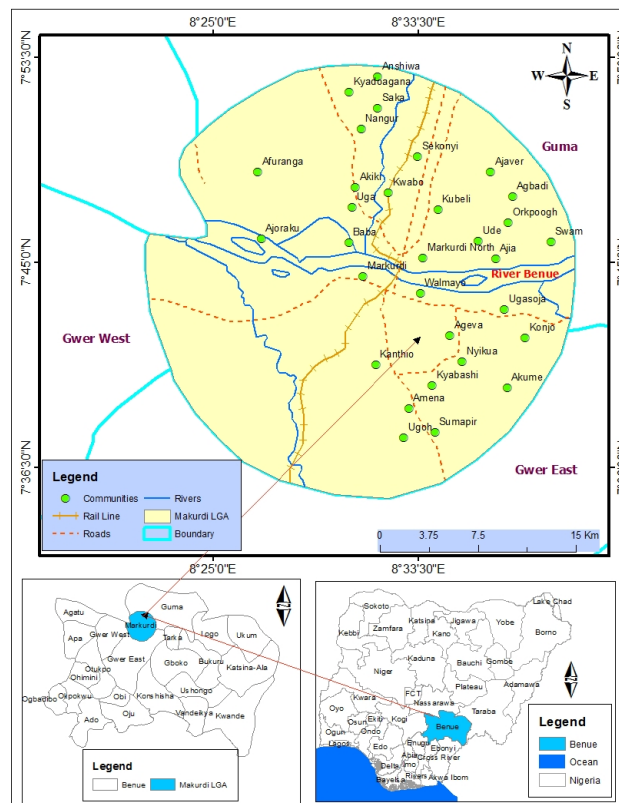 8°25'0"E 8°33'30"E
7°53'30"N
N
W E
S
Anshiwa
Kyaduagana
Saka
Nangur
Guma
Sekonyi
Afuranga
Ajaver
Akiki
Kwabo
Agbadi
Uga
Kubeli
Orkpoogh
Ajoraku
Baba
Ude
Swam
7°45'0"N
Markurdi North
Ajia
Markurdi
River Benue
Walmayo
Ugasoja
Gwer West
Ageva
Konjo
Kanthio
Nyikua
Kyabashi
Akume
Amena
Ugoh
Sumapir
7°36'30"N
Gwer East
Legend
Communities Rivers
Rail Line Makurdi LGA
Roads Boundary
0 3.75 7.5 15 Km
8°25'0"E 8°33'30"E
Agatu
Guma
Apa
Gwer West
Markurdi
Tarka
Logo
Ukum
Gwer East
Gboko
Bukuru
Katsina-Ala
Otukpo
Ohimini
Ogbadibo
Okpokwu
Obi
Konshisha
Ushongo
Ado
Oju
Vandeikya
Kwande
Legend
Benue Makurdi LGA
Sokoto
Lake Chad
Kebbi
Zamfara
Katsina
Jigawa
Yobe
Borno
Kano
Kaduna
Bauchi
Gombe
Niger
Plateau
Adamawa
FCT
Nassarawa
Kwara
Taraba
Oyo
Osun
Ekiti
Kogi
Benue
Ogun
Ondo
Lagos
Edo
Enugu
Ebonyi
Abia
Cross River
Delta
Imo
Bayelsa
Rivers
Akwa Ibom
Legend
Benue
Ocean
Nigeria